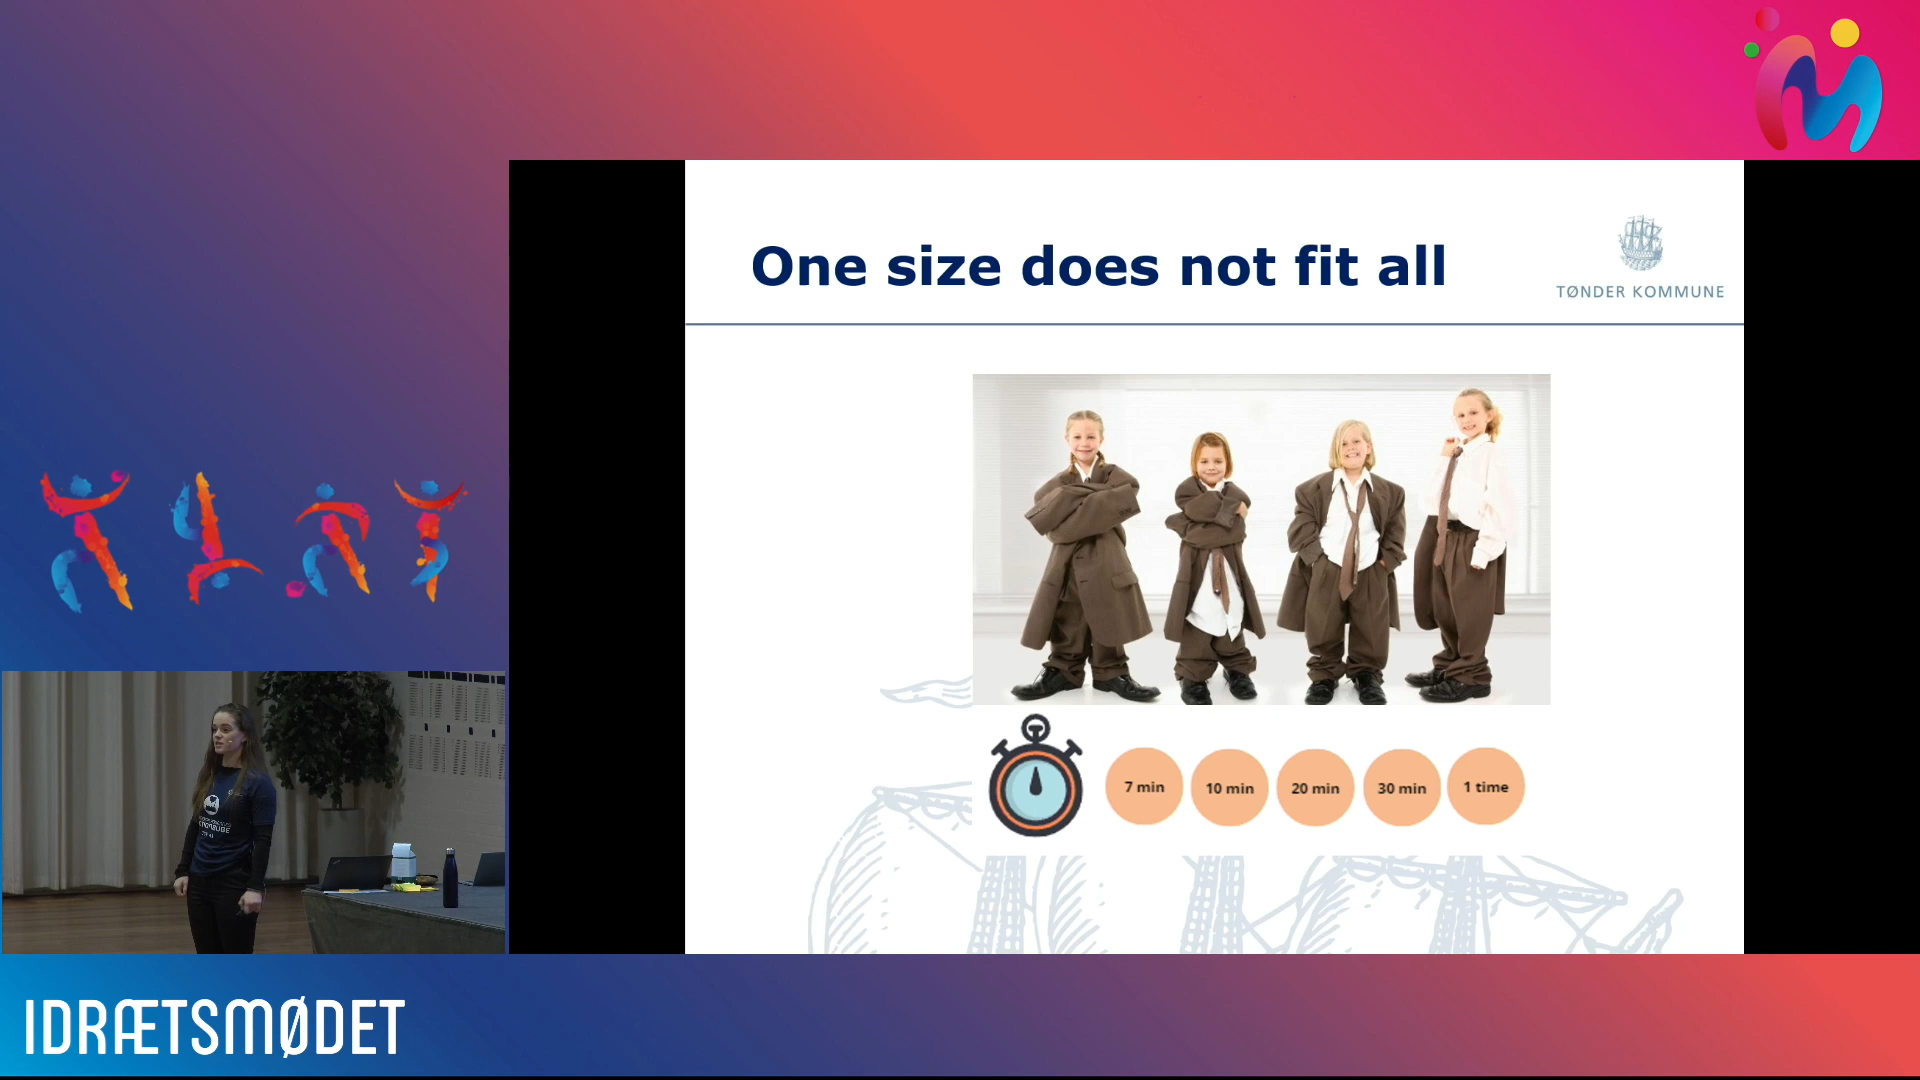 One size does not fit all
TØNDER KOMMUNE
7 min
10 min
20 min
30 min
1 time
IDRÆTSMØDET